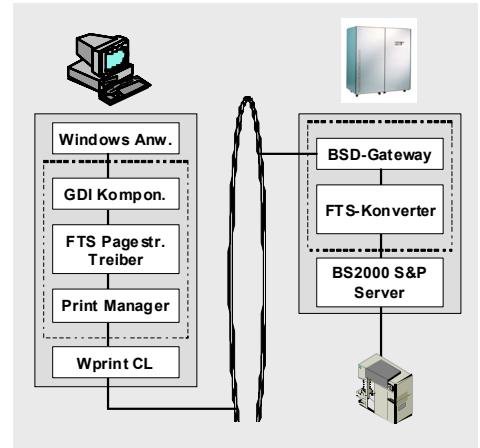 Windows Anw.
GDI Kompon.
FTS Pagestr.
Treiber
Print Manager
Wprint CL
BSD-Gateway
FTS-Konverter
BS2000 S&P
Server